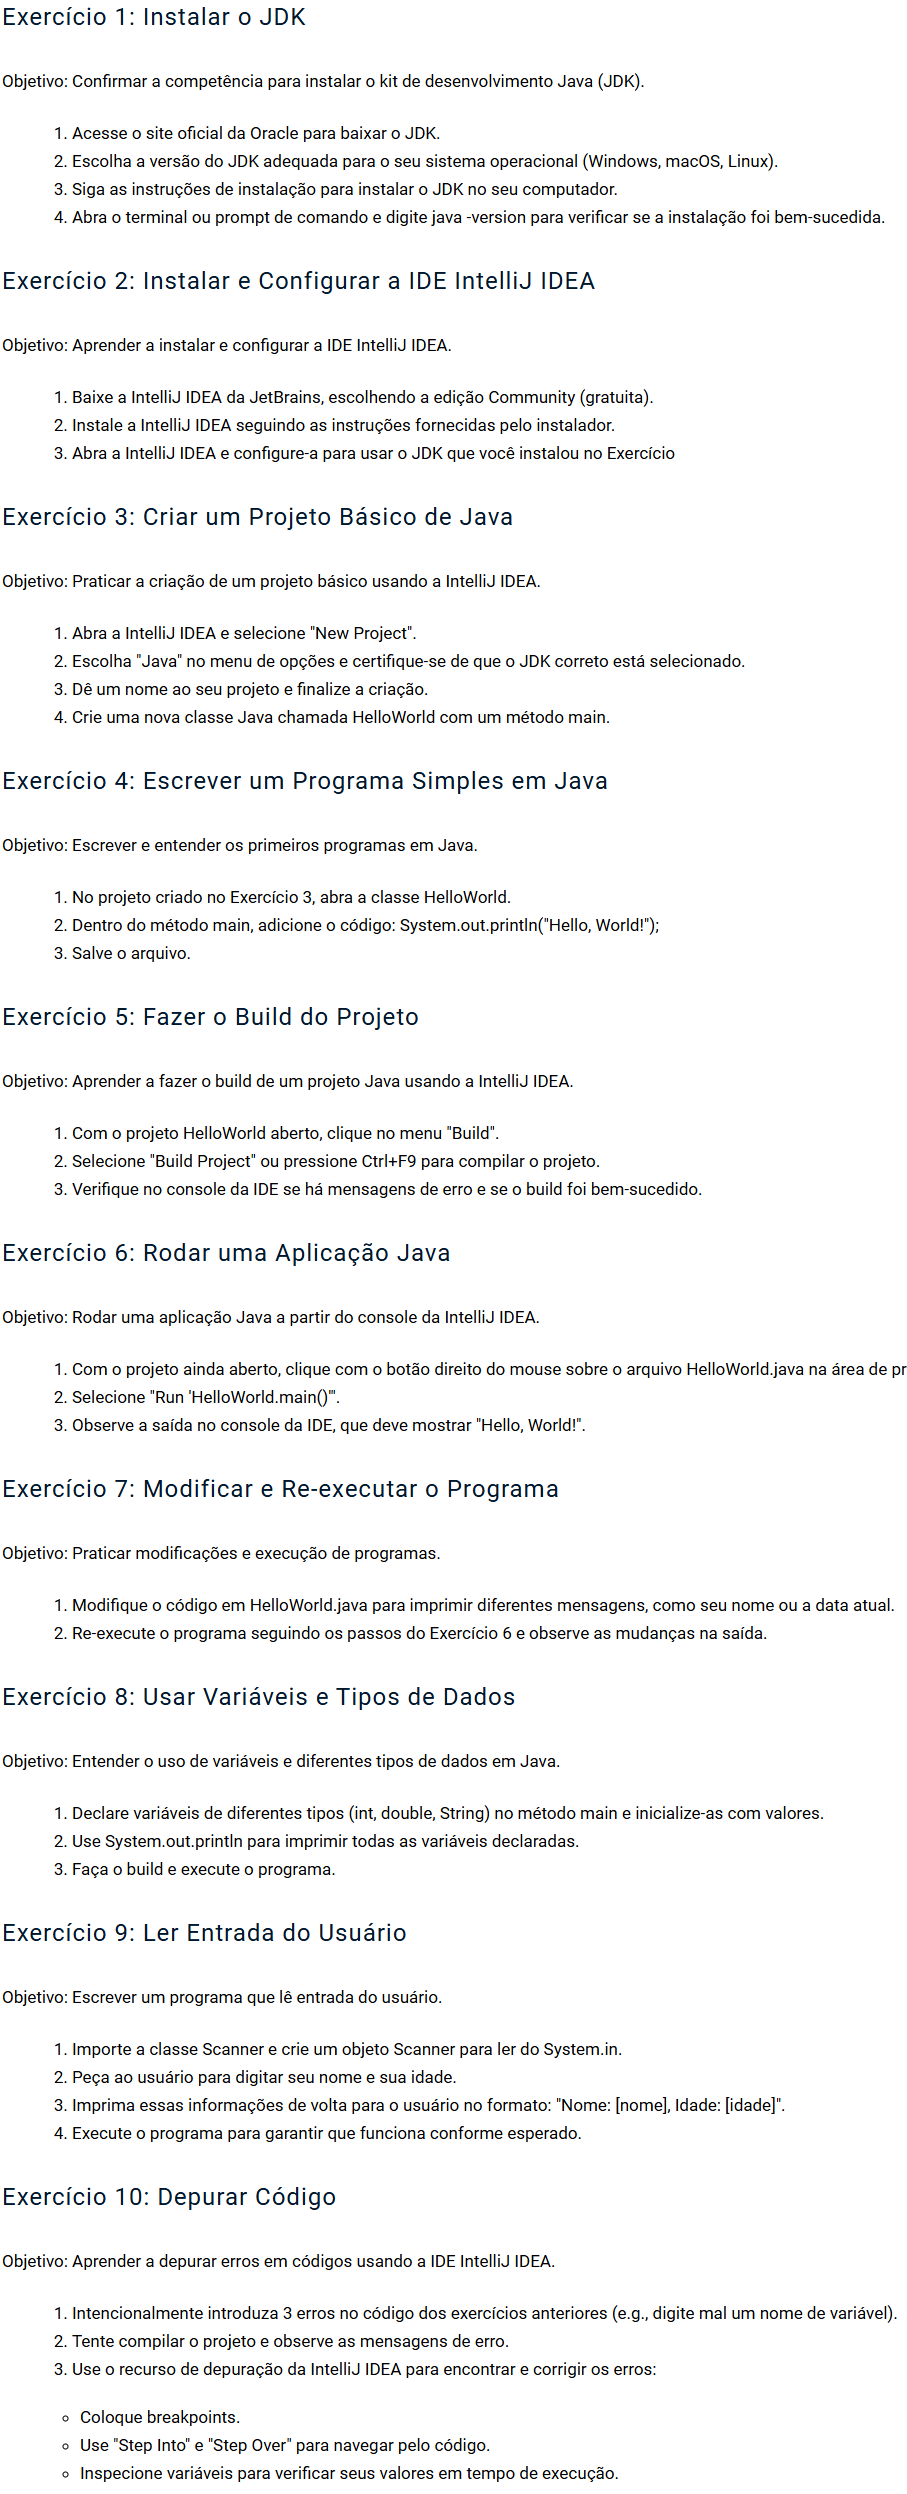 Exercício 1: Instalar o JDK
Objetivo: Confirmar a competência para instalar o kit de desenvolvimento Java (JDK).
1. Acesse o site oficial da Oracle para baixar o JDK.
2. Escolha a versão do JDK adequada para o seu sistema operacional (Windows, macOS, Linux).
3. Siga as instruções de instalação para instalar o JDK no seu computador.
4. Abra o terminal ou prompt de comando e digite java -version para verificar se a instalação foi bem-sucedida.
Exercício 2: Instalar e Configurar a IDE IntelliJ IDEA
Objetivo: Aprender a instalar e configurar a IDE IntelliJ IDEA.
1. Baixe a IntelliJ IDEA da JetBrains, escolhendo a edição Community (gratuita).
2. Instale a IntelliJ IDEA seguindo as instruções fornecidas pelo instalador.
3. Abra a IntelliJ IDEA e configure-a para usar o JDK que você instalou no Exercício
Exercício 3: Criar um Projeto Básico de Java
Objetivo: Praticar a criação de um projeto básico usando a IntelliJ IDEA.
1. Abra a IntelliJ IDEA e selecione "New Project".
2. Escolha "Java" no menu de opções e certifique-se de que o JDK correto está selecionado.
3. Dê um nome ao seu projeto e finalize a criação.
4. Crie uma nova classe Java chamada HelloWorld com um método main.
Exercício 4: Escrever um Programa Simples em Java
Objetivo: Escrever e entender os primeiros programas em Java.
1. No projeto criado no Exercício 3, abra a classe HelloWorld.
2. Dentro do método main, adicione o código: System.out.println("Hello, World!");
3. Salve o arquivo.
Exercício 5: Fazer o Build do Projeto
Objetivo: Aprender a fazer o build de um projeto Java usando a IntelliJ IDEA.
1. Com o projeto HelloWorld aberto, clique no menu "Build".
2. Selecione "Build Project" ou pressione Ctrl+F9 para compilar o projeto.
3. Verifique no console da IDE se há mensagens de erro e se o build foi bem-sucedido.
Exercício 6: Rodar uma Aplicação Java
Objetivo: Rodar uma aplicação Java a partir do console da IntelliJ IDEA.
1. Com o projeto ainda aberto, clique com o botão direito do mouse sobre o arquivo HelloWorld.java na área de pr
2. Selecione "Run 'HelloWorld.main()'".
3. Observe a saída no console da IDE, que deve mostrar "Hello, World!".
Exercício 7: Modificar e Re-executar o Programa
Objetivo: Praticar modificações e execução de programas.
1. Modifique o código em HelloWorld.java para imprimir diferentes mensagens, como seu nome ou a data atual.
2. Re-execute o programa seguindo os passos do Exercício 6 e observe as mudanças na saída.
Exercício 8: Usar Variáveis e Tipos de Dados
Objetivo: Entender o uso de variáveis e diferentes tipos de dados em Java.
1. Declare variáveis de diferentes tipos (int, double, String) no método main e inicialize-as com valores.
2. Use System.out.println para imprimir todas as variáveis declaradas.
3. Faça o build e execute o programa.
Exercício 9: Ler Entrada do Usuário
Objetivo: Escrever um programa que lê entrada do usuário.
1. Importe a classe Scanner e crie um objeto Scanner para ler do System.in.
2. Peça ao usuário para digitar seu nome e sua idade.
3. Imprima essas informações de volta para o usuário no formato: "Nome: [nome], Idade: [idade]".
4. Execute o programa para garantir que funciona conforme esperado.
Exercício 10: Depurar Código
Objetivo: Aprender a depurar erros em códigos usando a IDE IntelliJ IDEA.
1. Intencionalmente introduza 3 erros no código dos exercícios anteriores (e.g., digite mal um nome de variável).
2. Tente compilar o projeto e observe as mensagens de erro.
3. Use o recurso de depuração da IntelliJ IDEA para encontrar e corrigir os erros:
◦ Coloque breakpoints.
◦ Use "Step Into" e "Step Over" para navegar pelo código.
◦ Inspecione variáveis para verificar seus valores em tempo de execução.